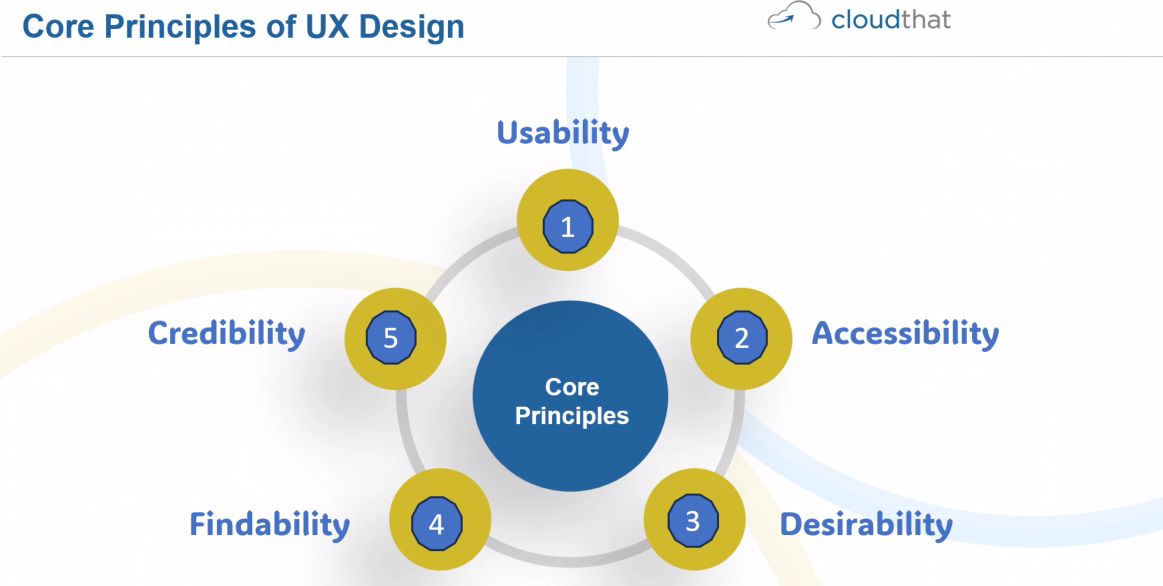 Core Principles of UX Design
cloudthat
Usability
1
Credibility
5
2
Accessibility
Core
Principles
Findability
4
3
Desirability